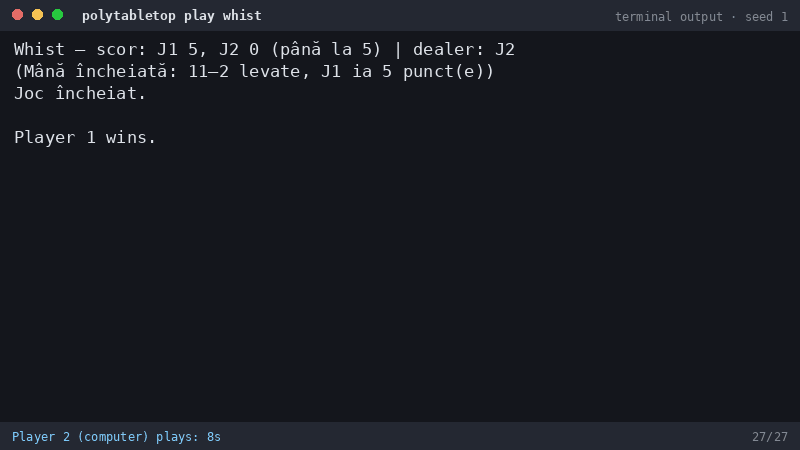 polytabletop play whist
terminal output · seed 1
Whist — scor: J1 5, J2 0 (până la 5) | dealer: J2
(Mână încheiată: 11–2 levate, J1 ia 5 punct(e))
Joc încheiat.
Player 1 wins.
Player 2 (computer) plays: 8s
27/27